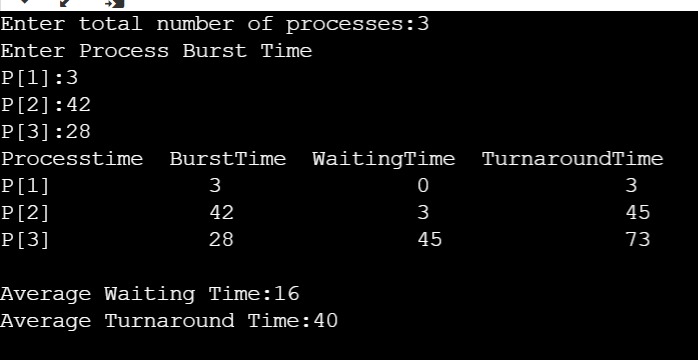 Enter total number of processes:3
Enter Process Burst Time
P[1]:3
P[2]:42
P[3]:28
Processtime  BurstTime  WaitingTime  TurnaroundTime
P[1]            3               0               3
P[2]            42              3               45
P[3]            28              45              73
Average Waiting Time:16
Average Turnaround Time:40